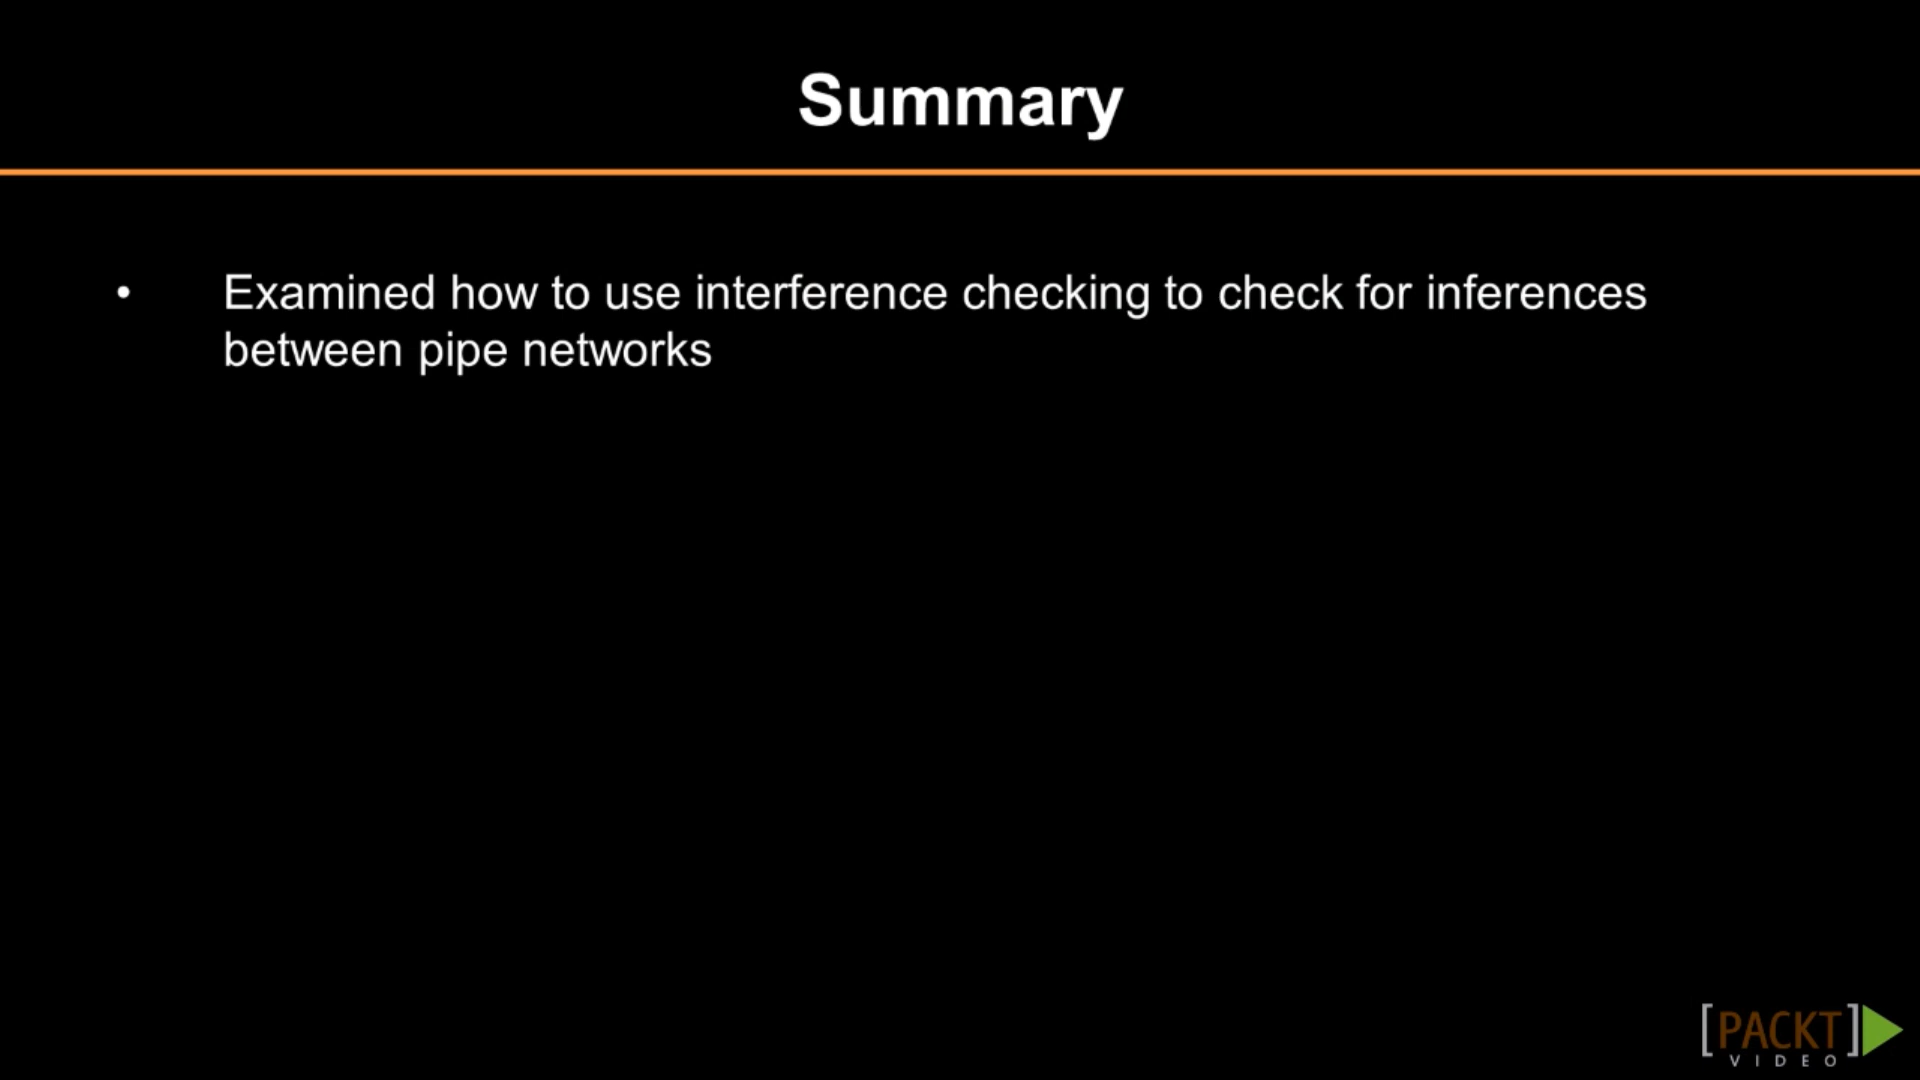 Summary
• Examined how to use interference checking to check for inferences
between pipe networks
[PACKT]
VIDEO